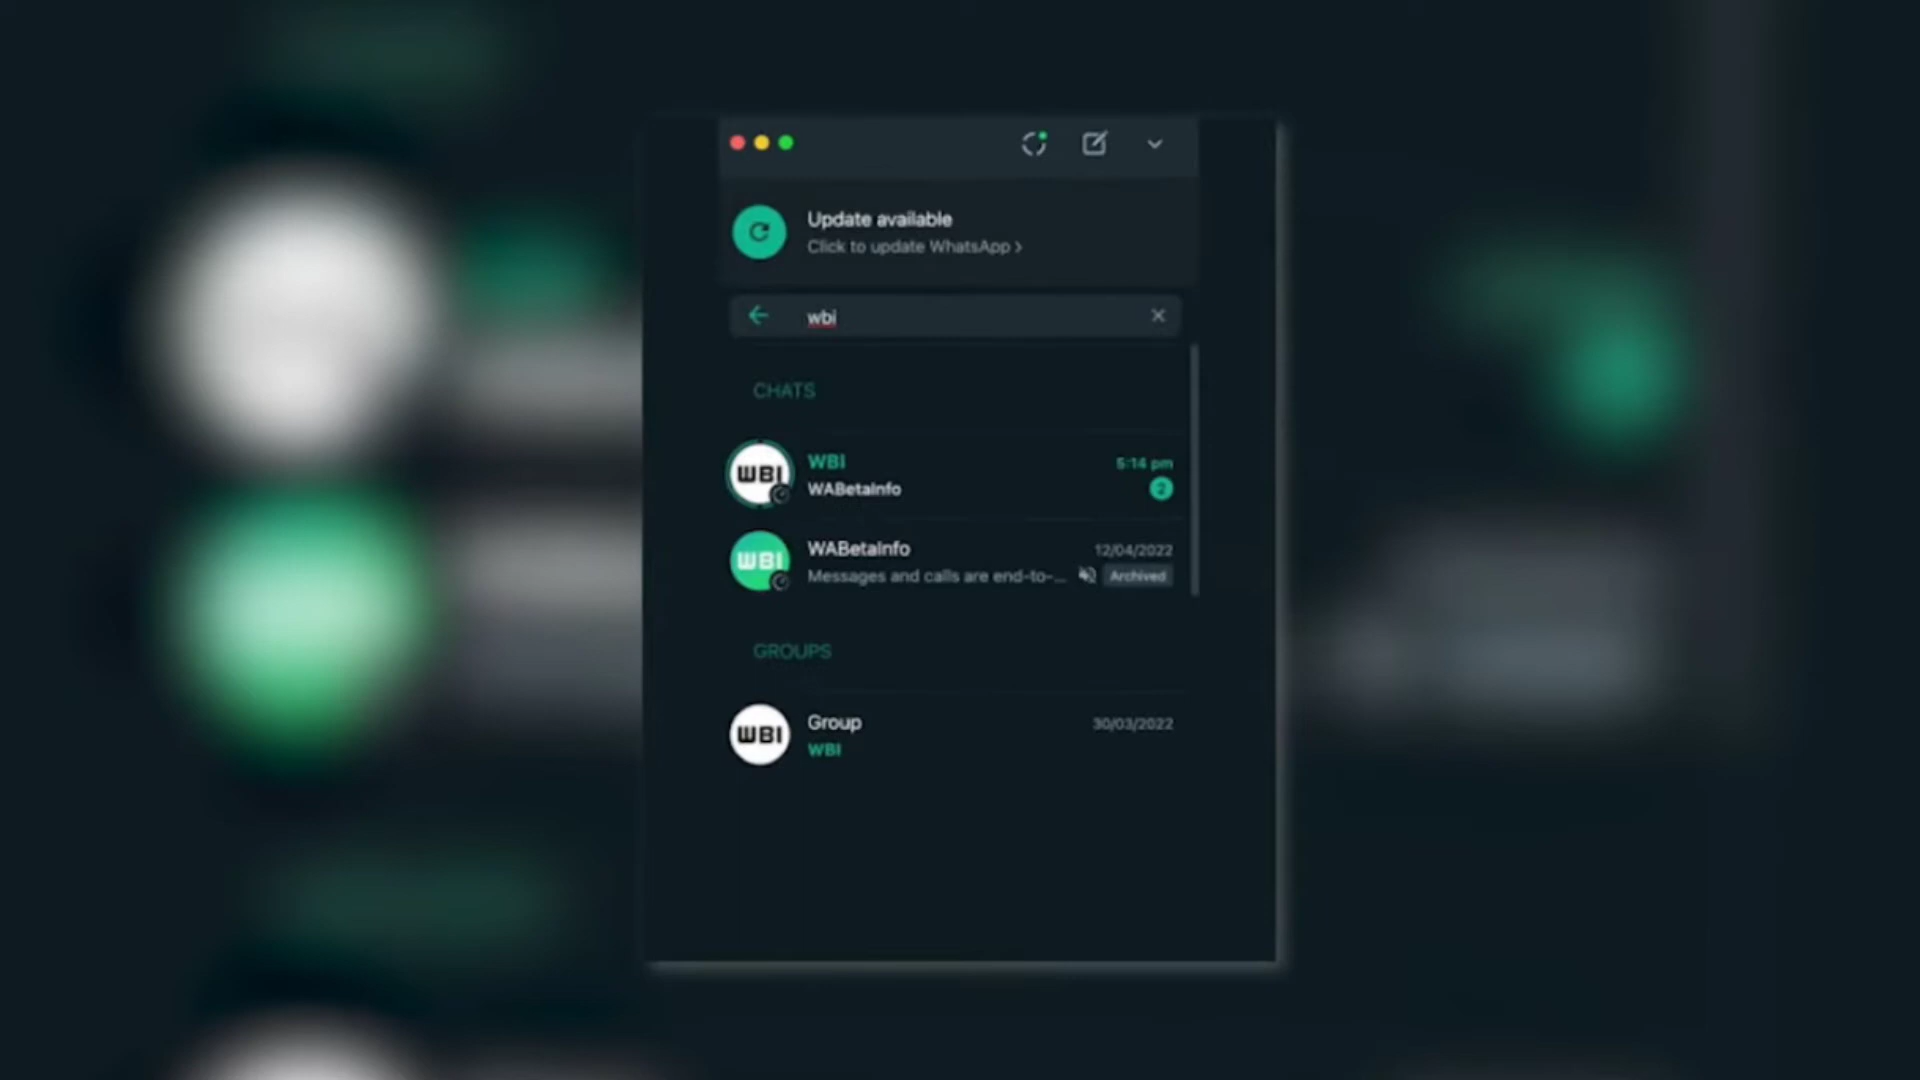 Update available
Click to update WhatsApp ›
wbi
CHATS
WBI
WBI 5:14 pm
WABetaInfo 2
WBI
WABetaInfo 12/04/2022
Messages and calls are end-to-... Archived
GROUPS
WBI
Group 30/03/2022
WBI